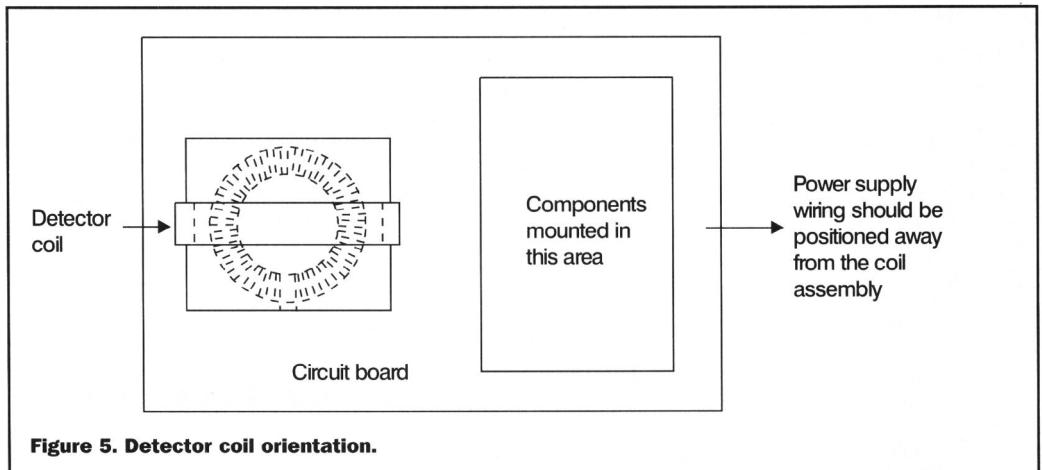 Detector
coil
Components
mounted in
this area
Power supply
wiring should be
positioned away
from the coil
assembly
Circuit board
Figure 5. Detector coil orientation.